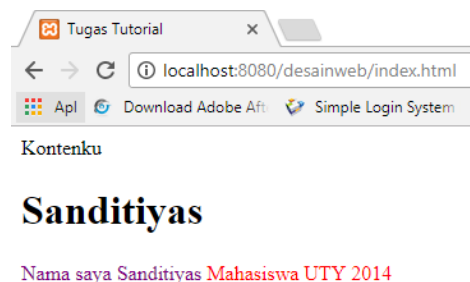 Tugas Tutorial
localhost:8080/desainweb/index.html
Apl Download Adobe Aft Simple Login System
Kontenku
Sanditiyas
Nama saya Sanditiyas Mahasiswa UTY 2014